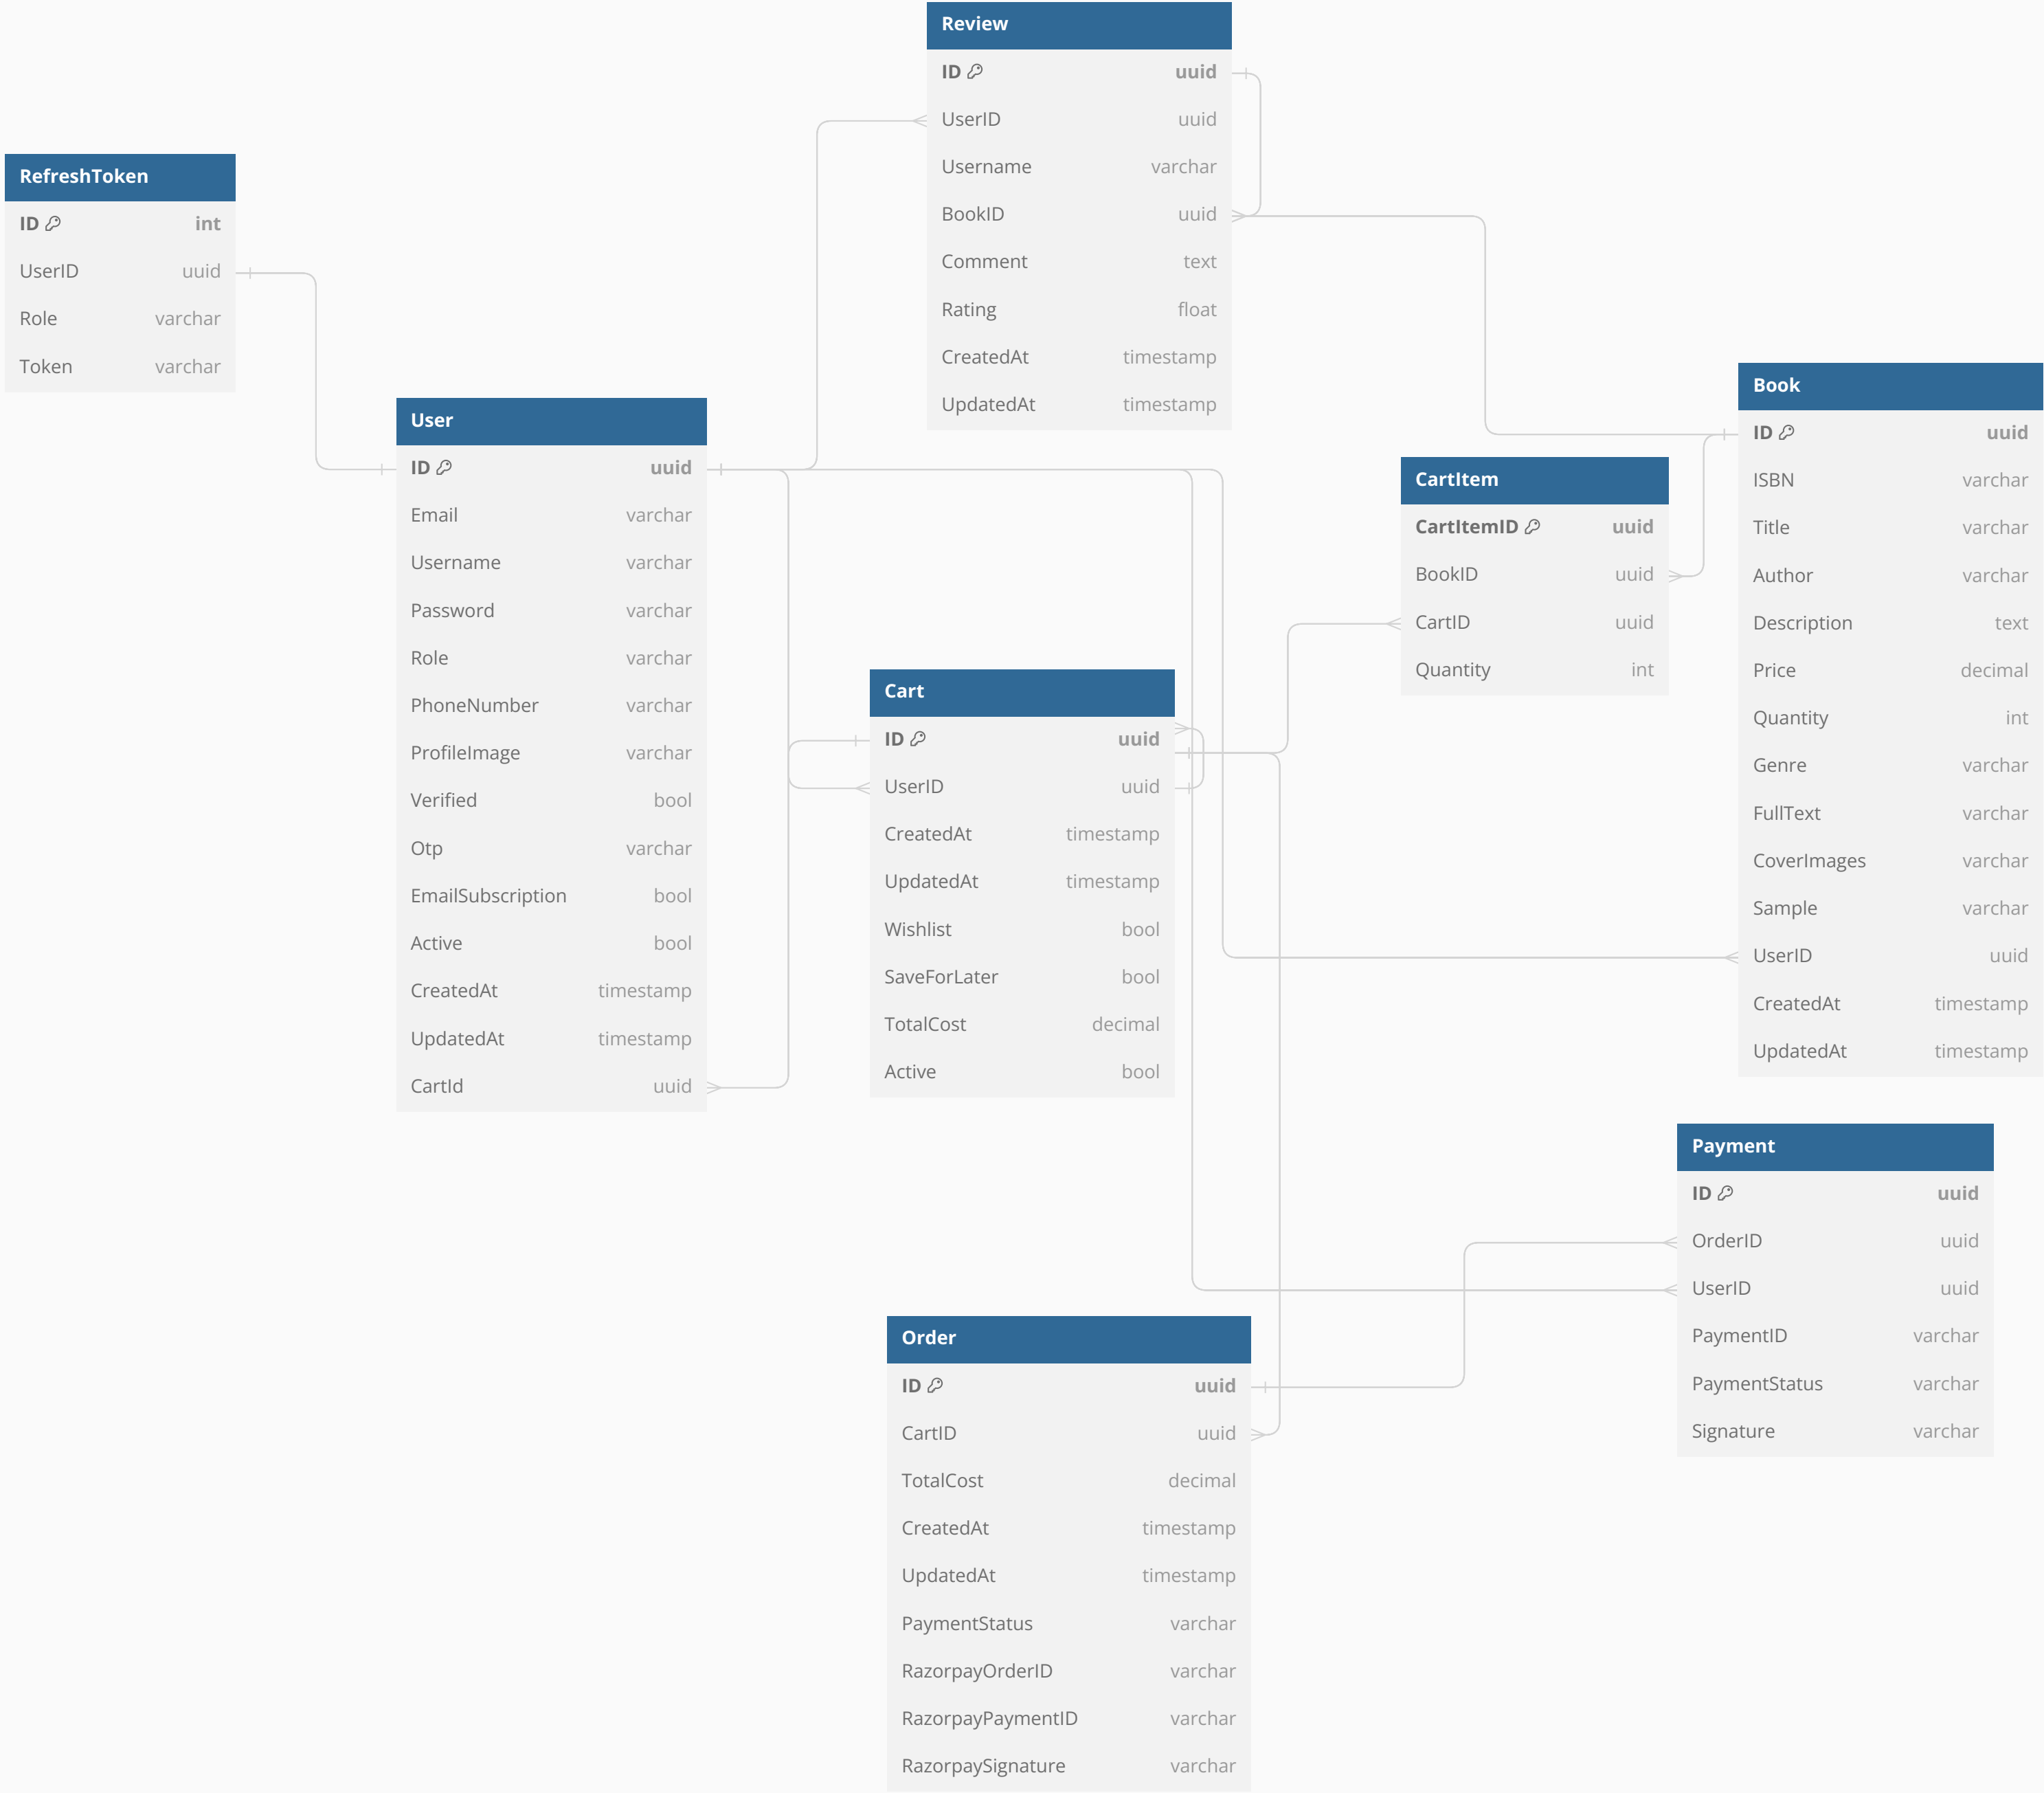 Review
ID uuid
UserID uuid
Username varchar
BookID uuid
Comment text
Rating float
CreatedAt timestamp
UpdatedAt timestamp
RefreshToken
ID int
UserID uuid
Role varchar
Token varchar
User
ID uuid
Email varchar
Username varchar
Password varchar
Role varchar
PhoneNumber varchar
ProfileImage varchar
Verified bool
Otp varchar
EmailSubscription bool
Active bool
CreatedAt timestamp
UpdatedAt timestamp
CartId uuid
Book
ID uuid
ISBN varchar
Title varchar
Author varchar
Description text
Price decimal
Quantity int
Genre varchar
FullText varchar
CoverImages varchar
Sample varchar
UserID uuid
CreatedAt timestamp
UpdatedAt timestamp
CartItem
CartItemID uuid
BookID uuid
CartID uuid
Quantity int
Cart
ID uuid
UserID uuid
CreatedAt timestamp
UpdatedAt timestamp
Wishlist bool
SaveForLater bool
TotalCost decimal
Active bool
Payment
ID uuid
OrderID uuid
UserID uuid
PaymentID varchar
PaymentStatus varchar
Signature varchar
Order
ID uuid
CartID uuid
TotalCost decimal
CreatedAt timestamp
UpdatedAt timestamp
PaymentStatus varchar
RazorpayOrderID varchar
RazorpayPaymentID varchar
RazorpaySignature varchar